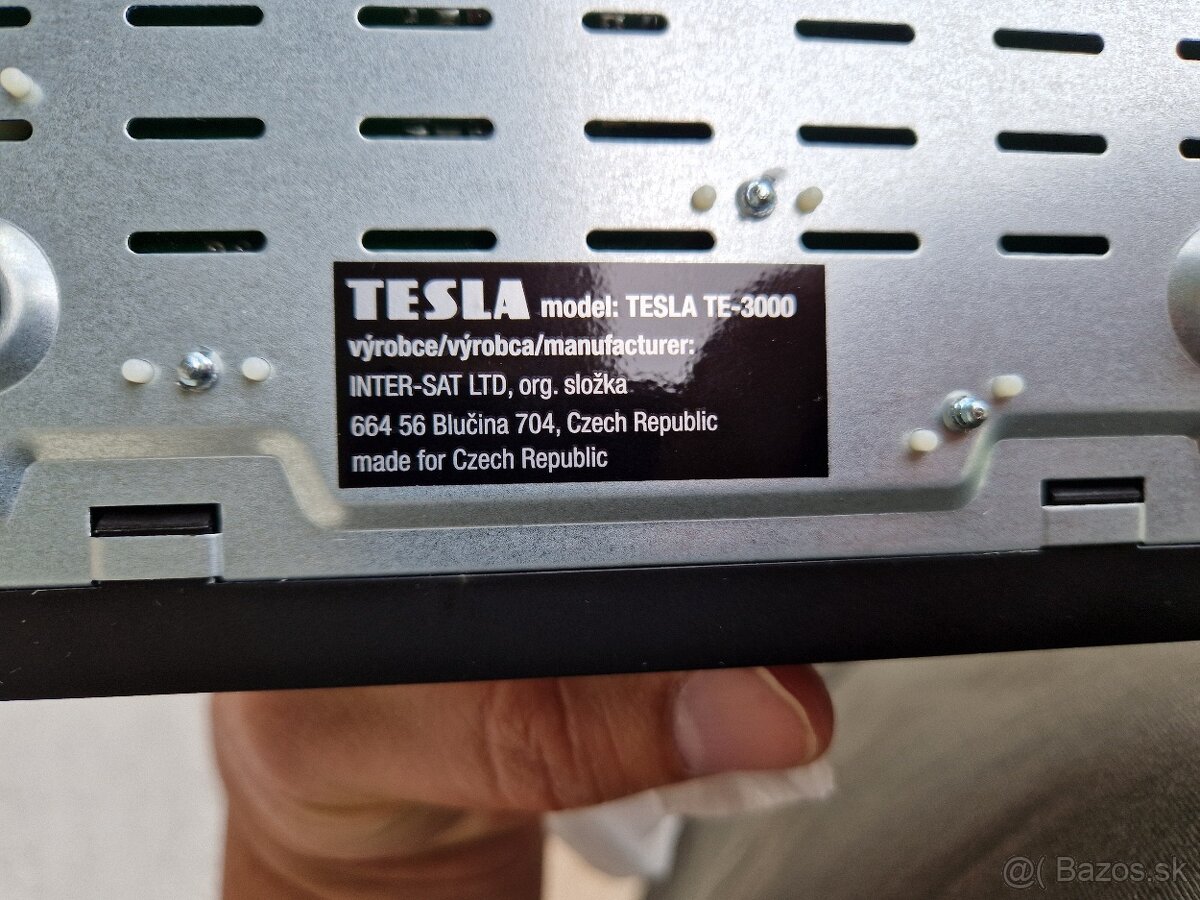 TESLA model: TESLA TE-3000
výrobce/výrobca/manufacturer:
INTER-SAT LTD, org. složka
664 56 Blučina 704, Czech Republic
made for Czech Republic
@( Bazos.sk